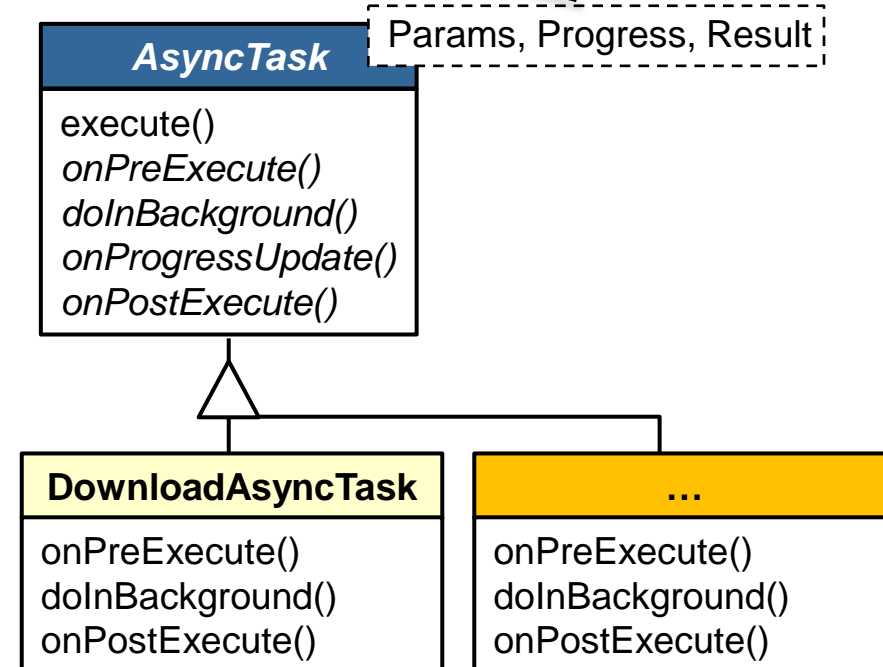 Params, Progress, Result
AsyncTask
execute()
onPreExecute()
doInBackground()
onProgressUpdate()
onPostExecute()
DownloadAsyncTask
onPreExecute()
doInBackground()
onPostExecute()
…
onPreExecute()
doInBackground()
onPostExecute()